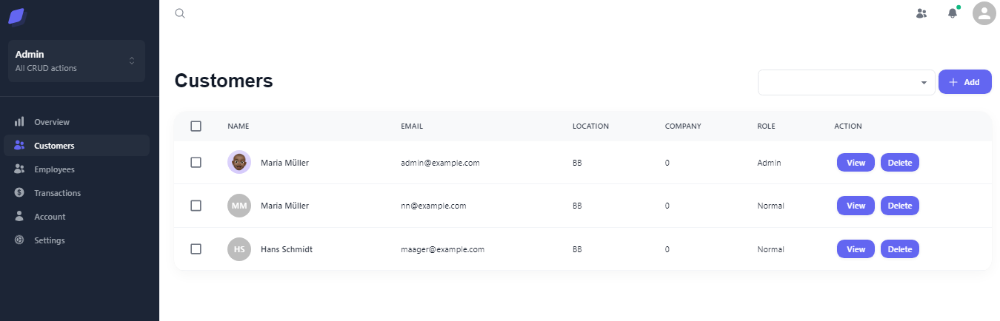 Admin
All CRUD actions
Overview
Customers
Employees
Transactions
Account
Settings
Customers
Add
NAME EMAIL LOCATION COMPANY ROLE ACTION
Maria Müller admin@example.com BB 0 Admin View Delete
MM Maria Müller nn@example.com BB 0 Normal View Delete
HS Hans Schmidt maager@example.com BB 0 Normal View Delete